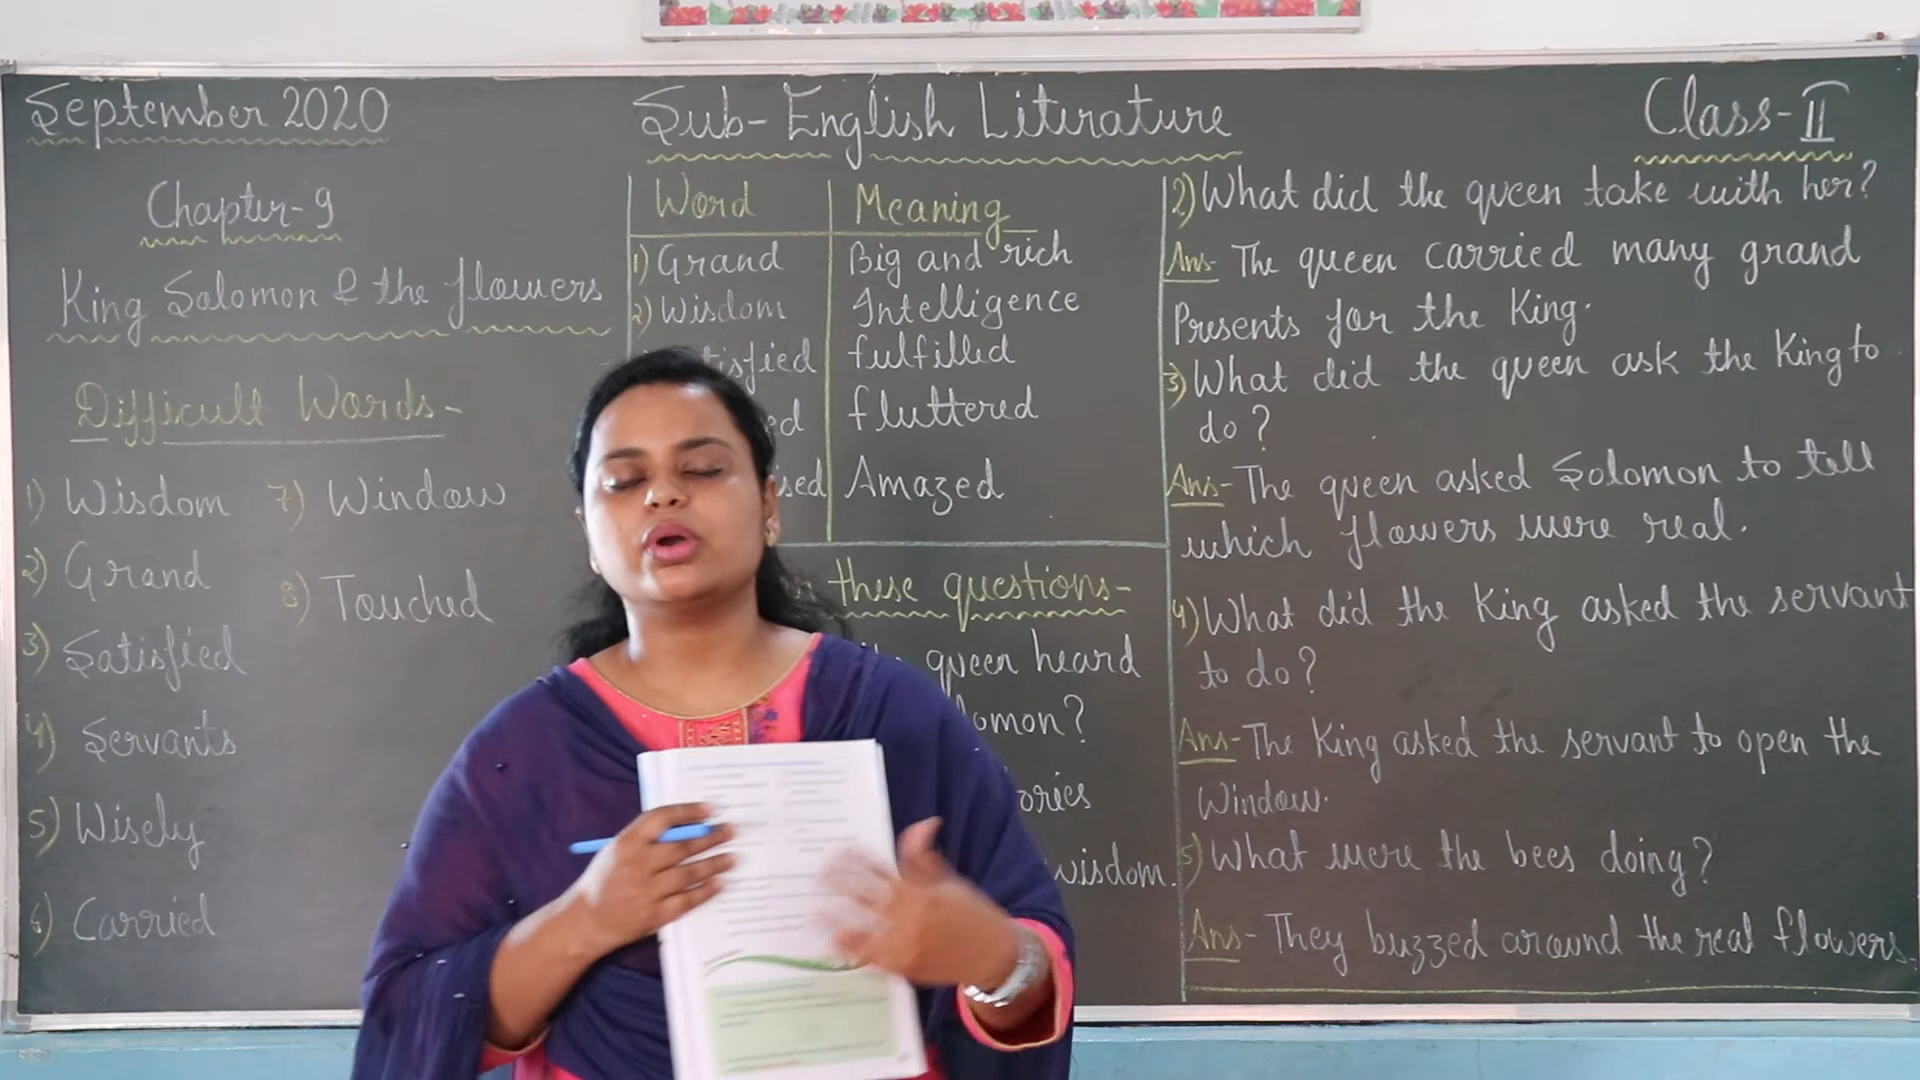 September 2020
Sub- English Literature
Class-II
Chapter-9
King Solomon & the flowers
Difficult Words-
1) Wisdom
2) Grand
3) Satisfied
4) Servants
5) Wisely
6) Carried
7) Window
8) Touched
Word Meaning
1) Grand Big and rich
2) Wisdom Intelligence
tisfied fulfilled
ed fluttered
sed Amazed
these questions-
queen heard
lomon?
ories
wisdom.
2) What did the queen take with her?
Ans- The queen carried many grand
Presents for the King.
3) What did the queen ask the King to
do?
Ans- The queen asked Solomon to tell
which flowers were real.
4) What did the King asked the servant
to do?
Ans- The King asked the servant to open the
Window.
5) What were the bees doing?
Ans- They buzzed around the real flowers.